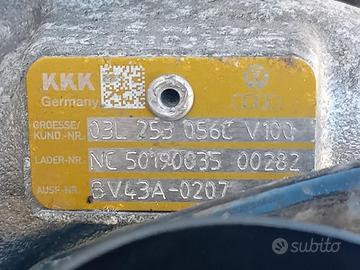 KKK
Germany
GROESSE/
KUND.-NR. 03L 253 056C V100
LADER-NR. NC 50190035 00282
AUSF.-NR. BV43A-0207
subito